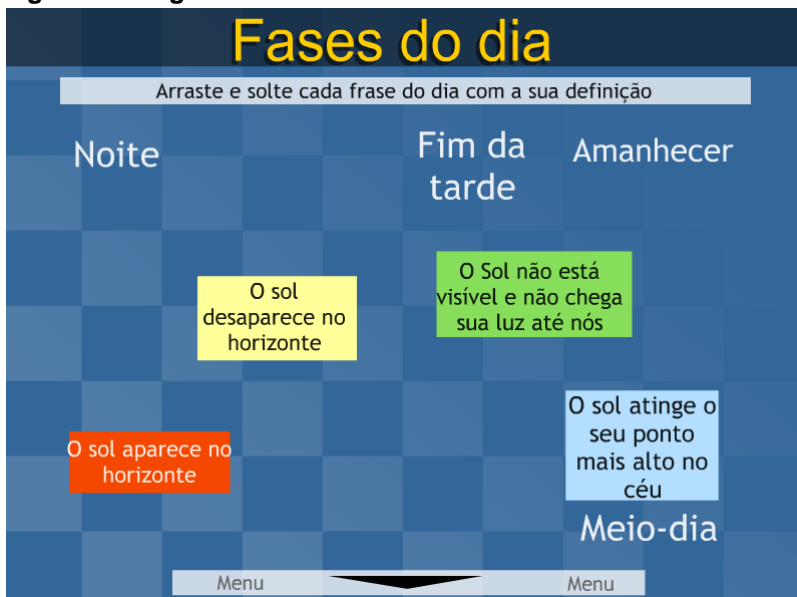 Fases do dia
Arraste e solte cada frase do dia com a sua definição
Noite
Fim da
tarde
Amanhecer
O sol
desaparece no
horizonte
O Sol não está
visível e não chega
sua luz até nós
O sol aparece no
horizonte
O sol atinge o
seu ponto
mais alto no
céu
Meio-dia
Menu
Menu